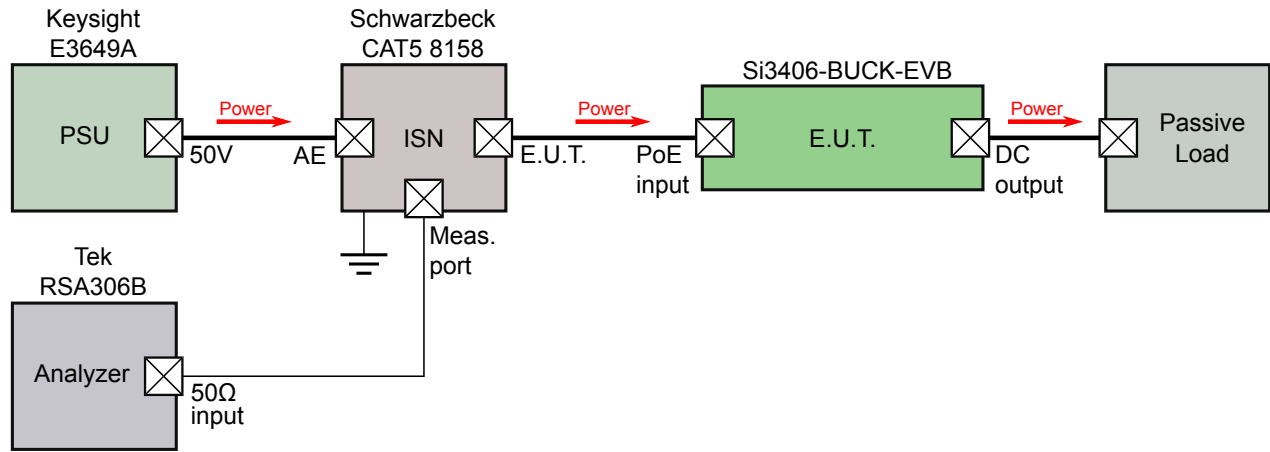 Keysight
E3649A
Schwarzbeck
CAT5 8158
Si3406-BUCK-EVB
Power
Power
Power
PSU
50V
AE
ISN
E.U.T.
PoE
input
E.U.T.
DC
output
Passive
Load
Meas.
port
Tek
RSA306B
Analyzer
50Ω
input